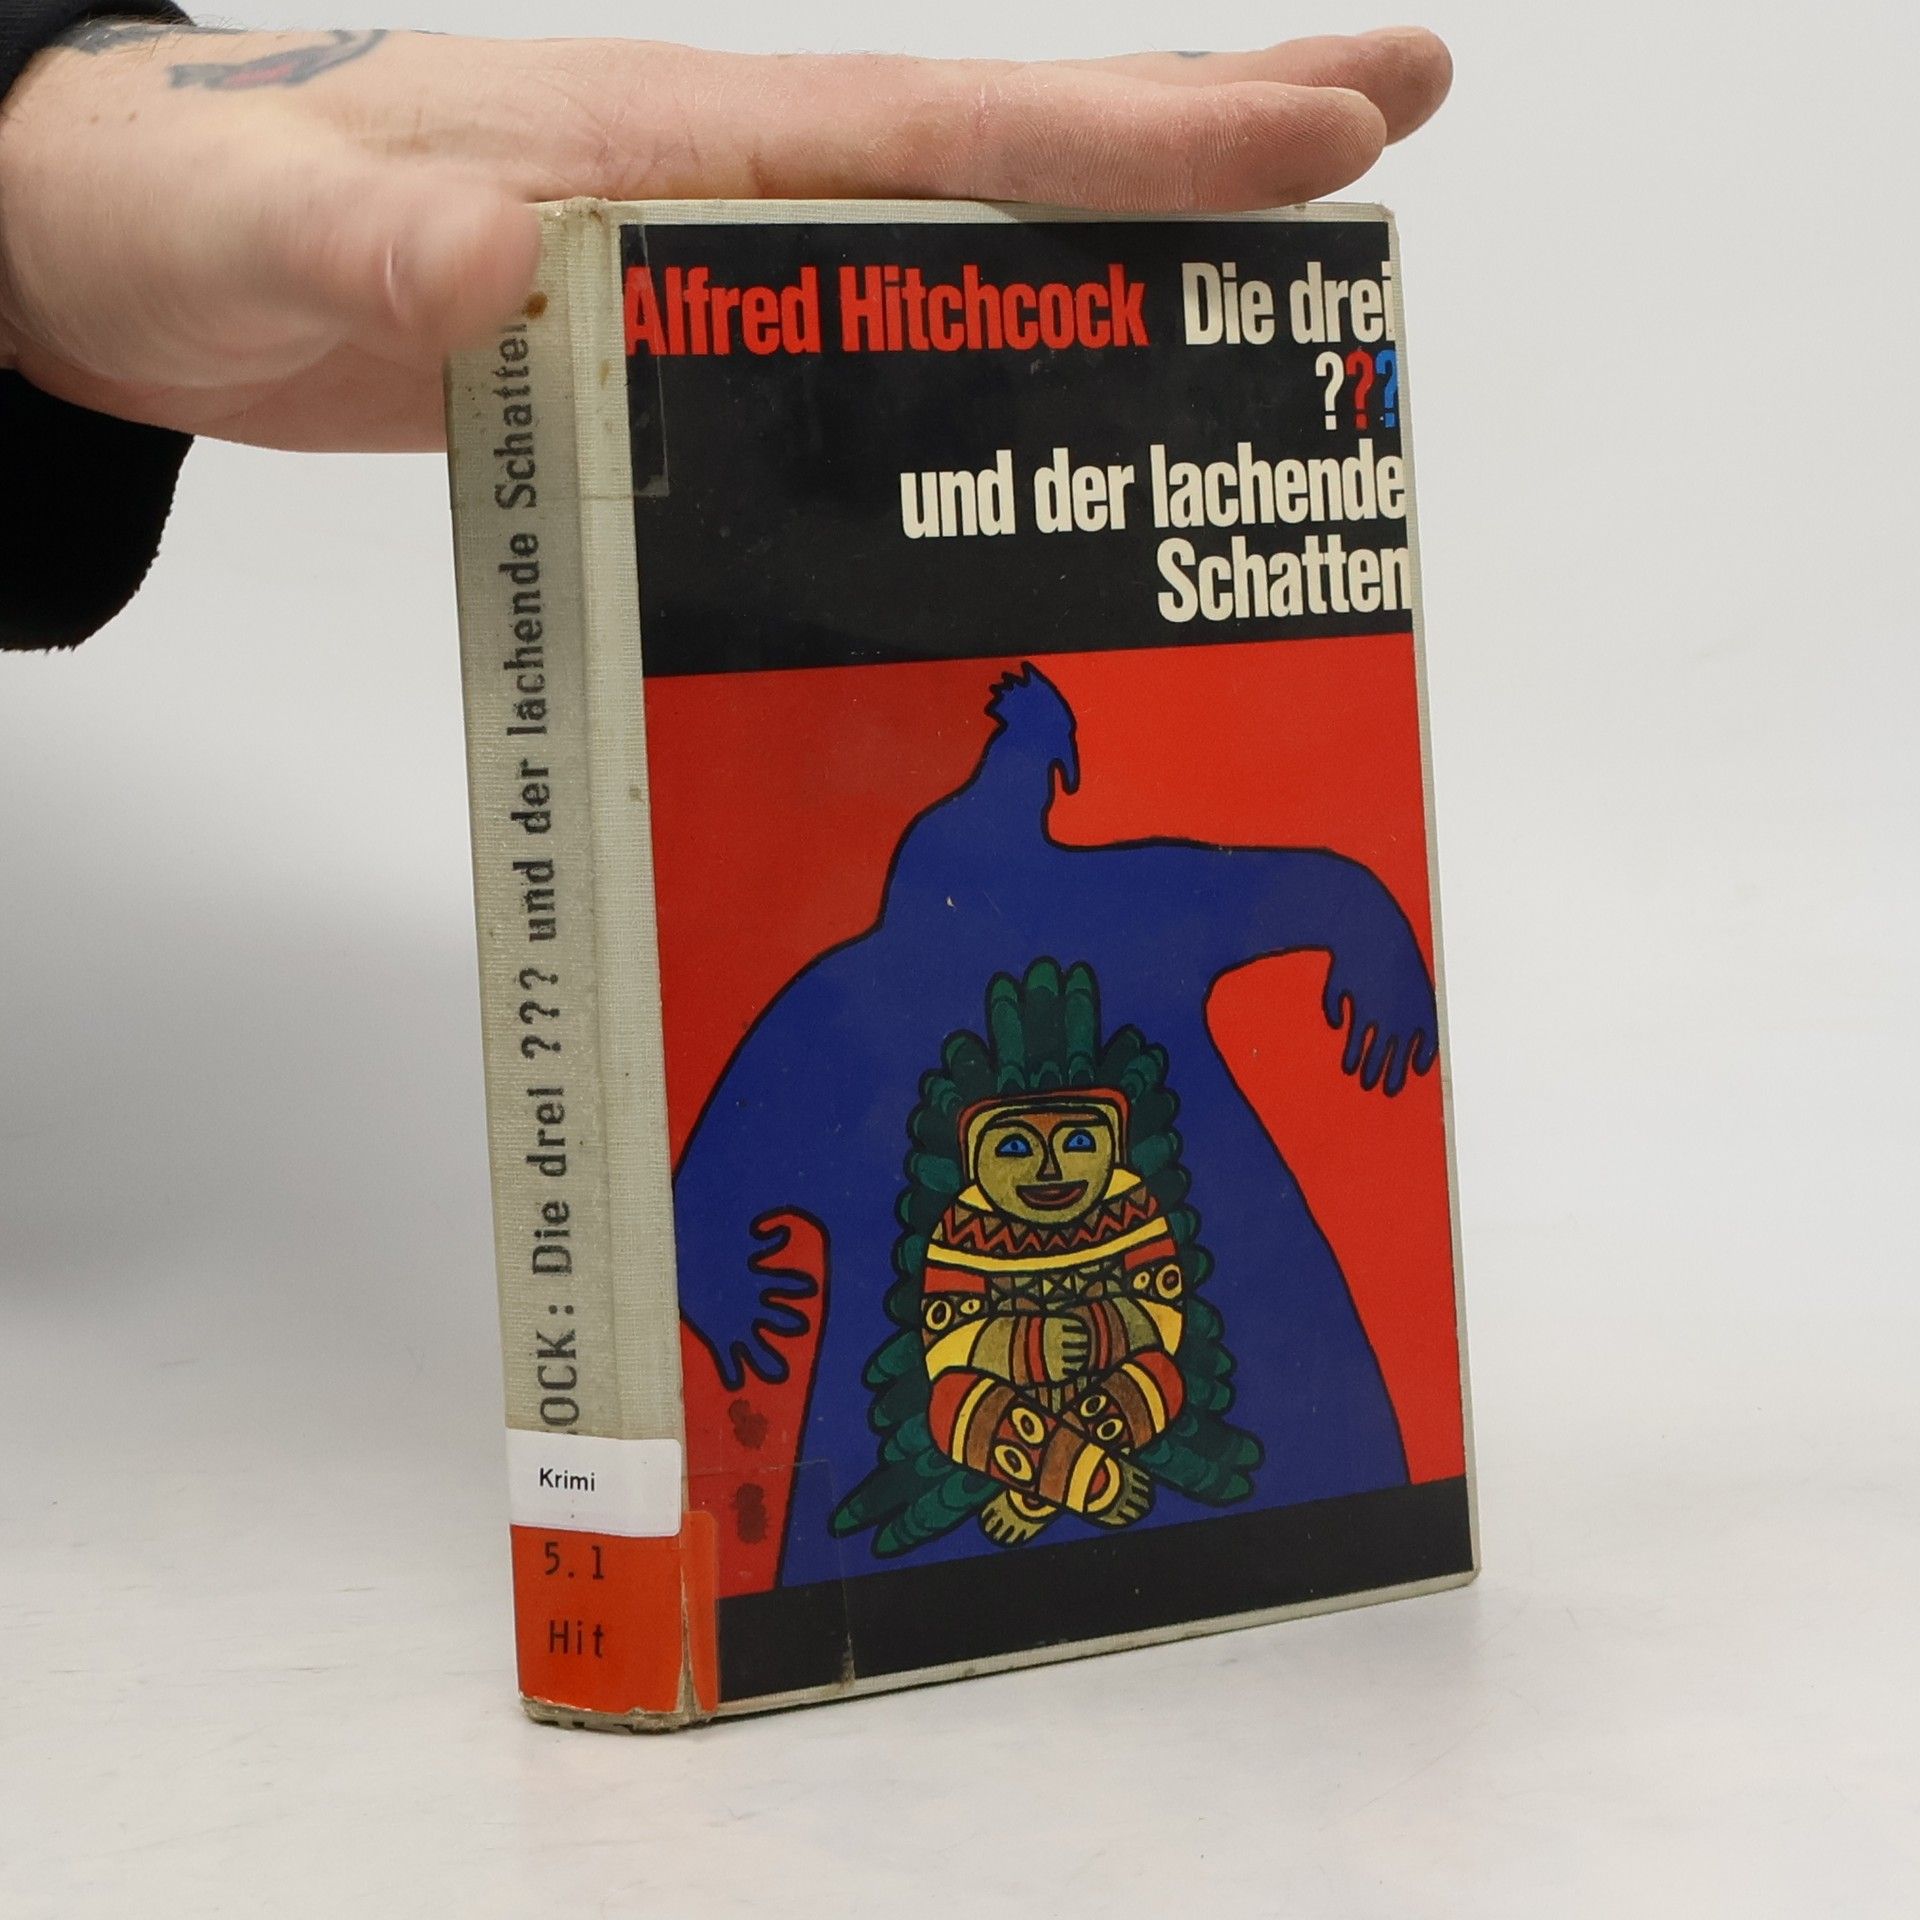 Alfred Hitchcock Die drei
???
und der lachende
Schatten
OCK: Die drei ??? und der lachende Schatten
Krimi
5.1
Hit